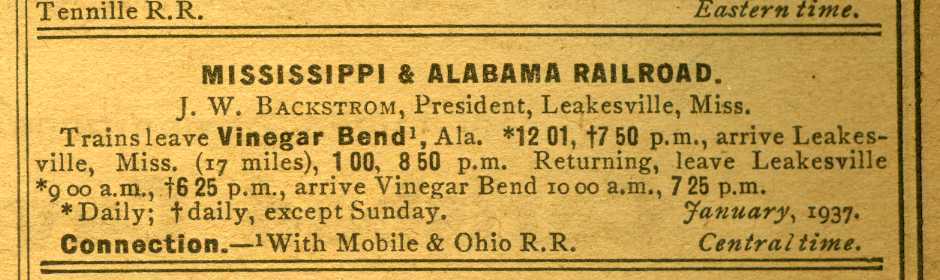 Tennille R.R. Eastern time.
MISSISSIPPI & ALABAMA RAILROAD.
J. W. BACKSTROM, President, Leakesville, Miss.
Trains leave Vinegar Bend¹, Ala. *12 01, †7 50 p.m., arrive Leakes-
ville, Miss. (17 miles), 1 00, 8 50 p.m. Returning, leave Leakesville
*9 00 a.m., †6 25 p.m., arrive Vinegar Bend 10 00 a.m., 7 25 p.m.
* Daily; † daily, except Sunday. January, 1937.
Connection.—¹With Mobile & Ohio R.R. Central time.